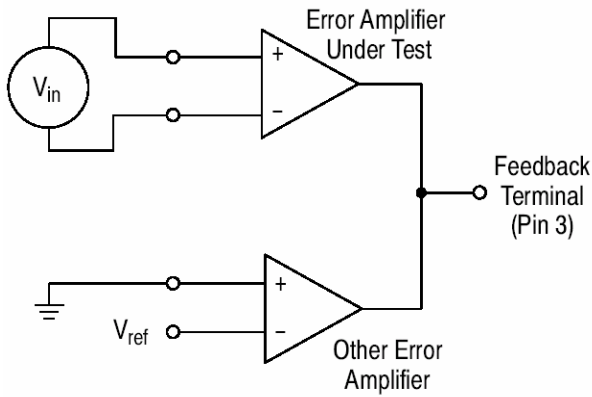 Error Amplifier
Under Test
+
Vin
−
Feedback
Terminal
(Pin 3)
+
Vref
−
Other Error
Amplifier